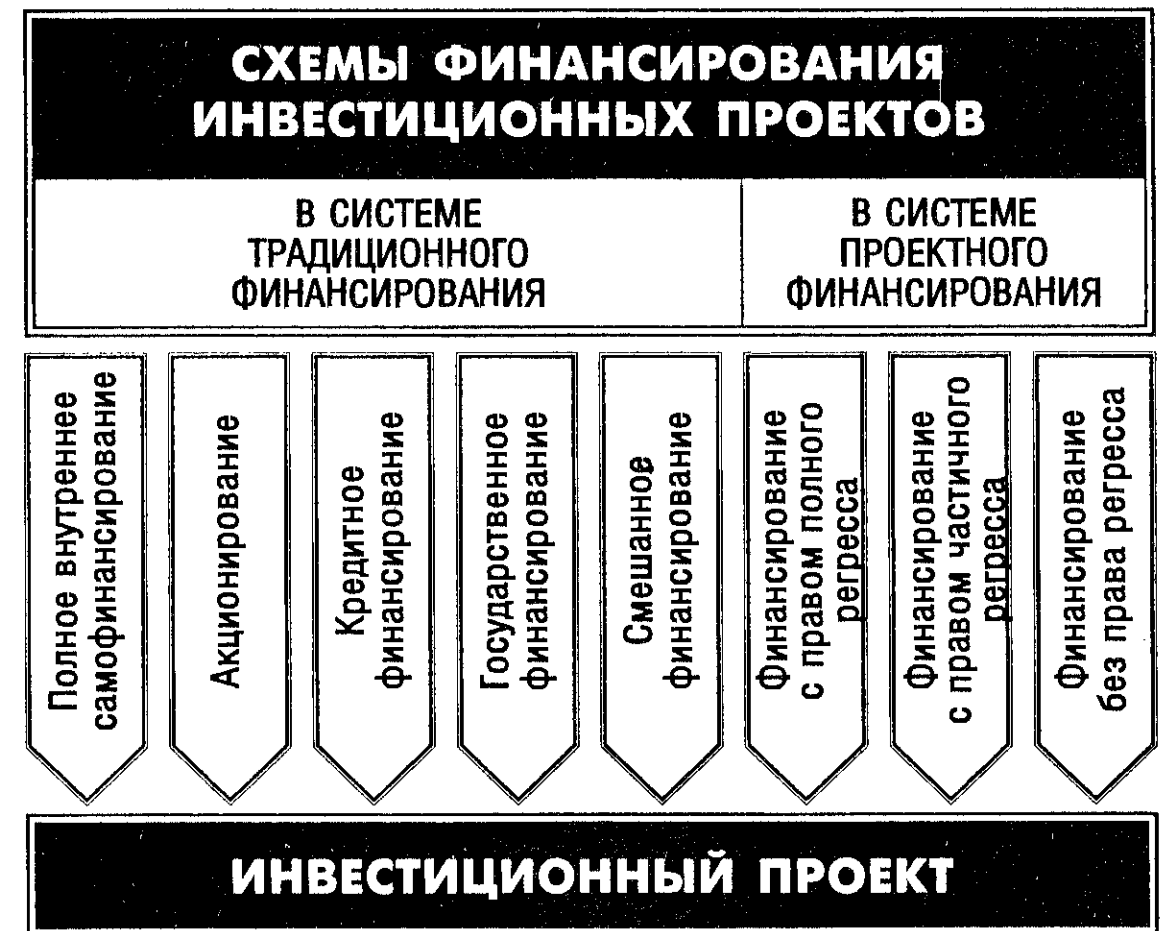 СХЕМЫ ФИНАНСИРОВАНИЯ
ИНВЕСТИЦИОННЫХ ПРОЕКТОВ
В СИСТЕМЕ
ТРАДИЦИОННОГО
ФИНАНСИРОВАНИЯ
В СИСТЕМЕ
ПРОЕКТНОГО
ФИНАНСИРОВАНИЯ
Полное внутреннее
самофинансирование
Акционирование
Кредитное
финансирование
Государственное
финансирование
Смешанное
финансирование
Финансирование
с правом полного
регресса
Финансирование
с правом частичного
регресса
Финансирование
без права регресса
ИНВЕСТИЦИОННЫЙ ПРОЕКТ